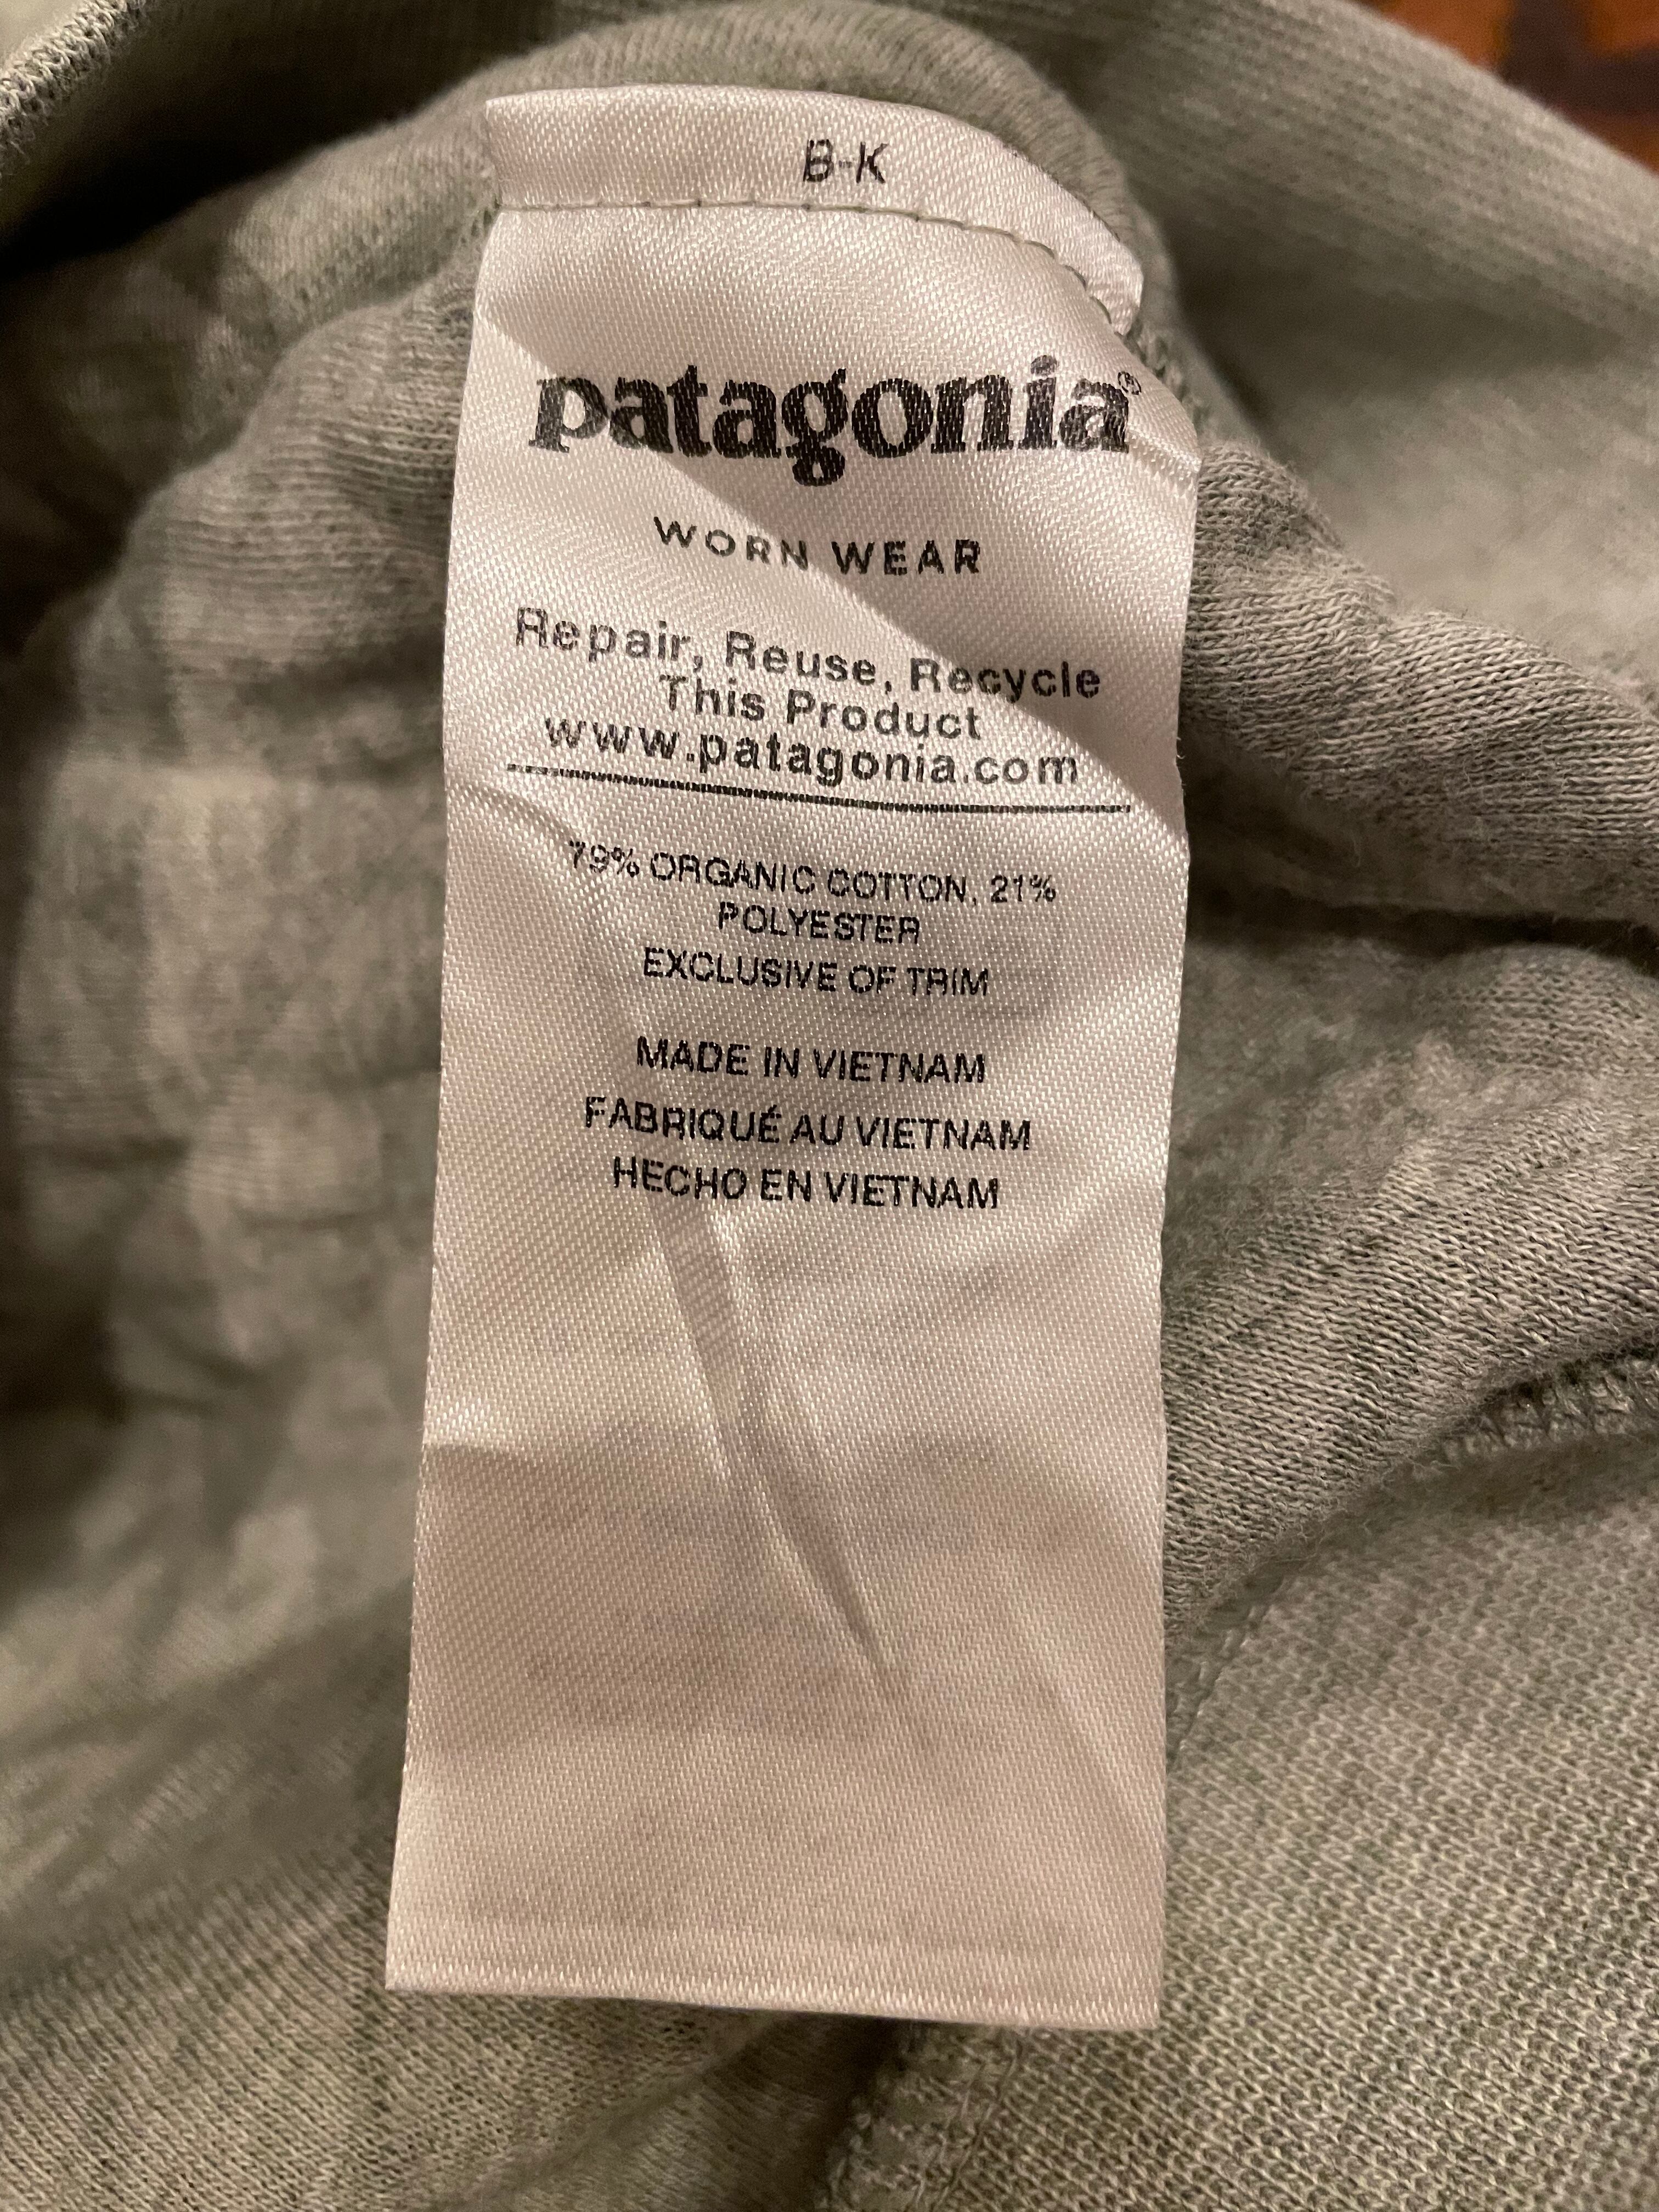 B-K
patagonia®
WORN WEAR
Repair, Reuse, Recycle
This Product
www.patagonia.com
79% ORGANIC COTTON, 21%
POLYESTER
EXCLUSIVE OF TRIM
MADE IN VIETNAM
FABRIQUÉ AU VIETNAM
HECHO EN VIETNAM